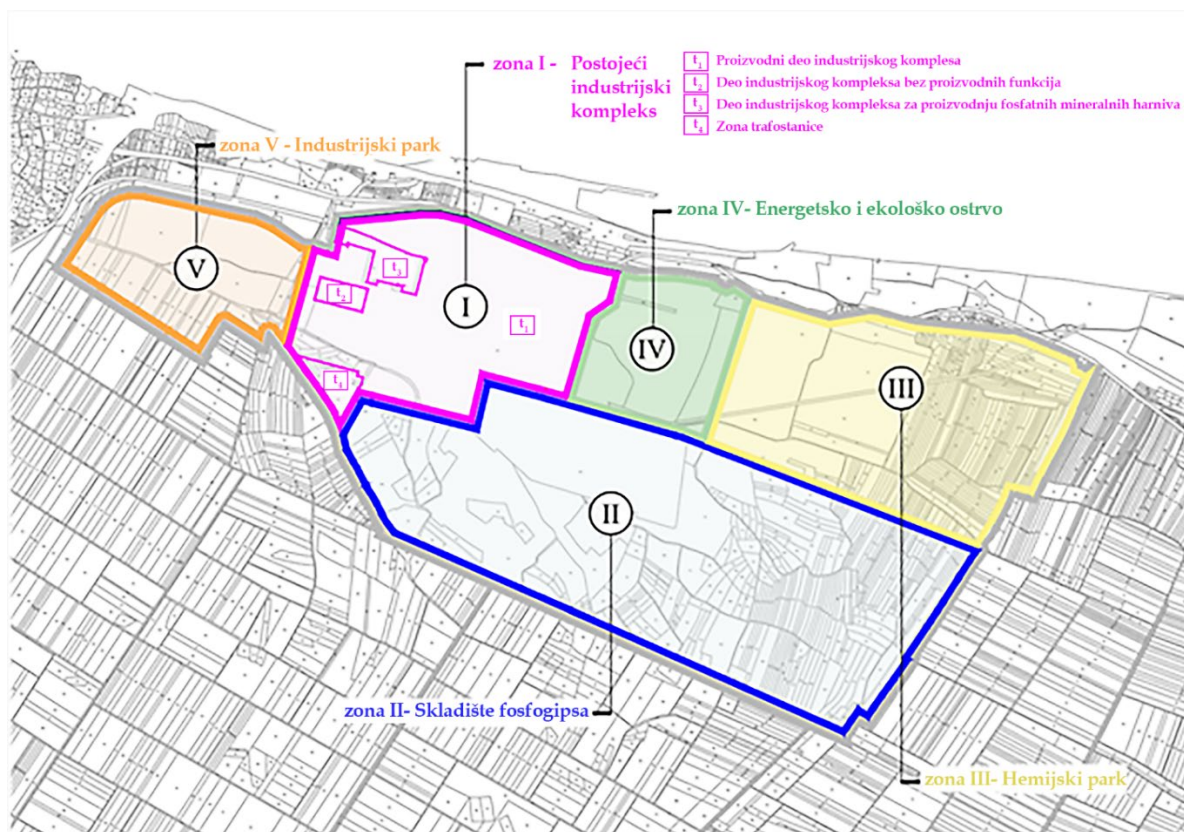 zona I - Postojeći
industrijski
kompleks
t₁ Proizvodni deo industrijskog komplesa
t₂ Deo industrijskog kompleksa bez proizvodnih funkcija
t₃ Deo industrijskog kompleksa za proizvodnju fosfatnih mineralnih harniva
t₄ Zona trafostanice
zona V - Industrijski park
zona IV- Energetsko i ekološko ostrvo
V
t₃
t₂
I
t₁
IV
III
II
zona II- Skladište fosfogipsa
zona III- Hemijski park